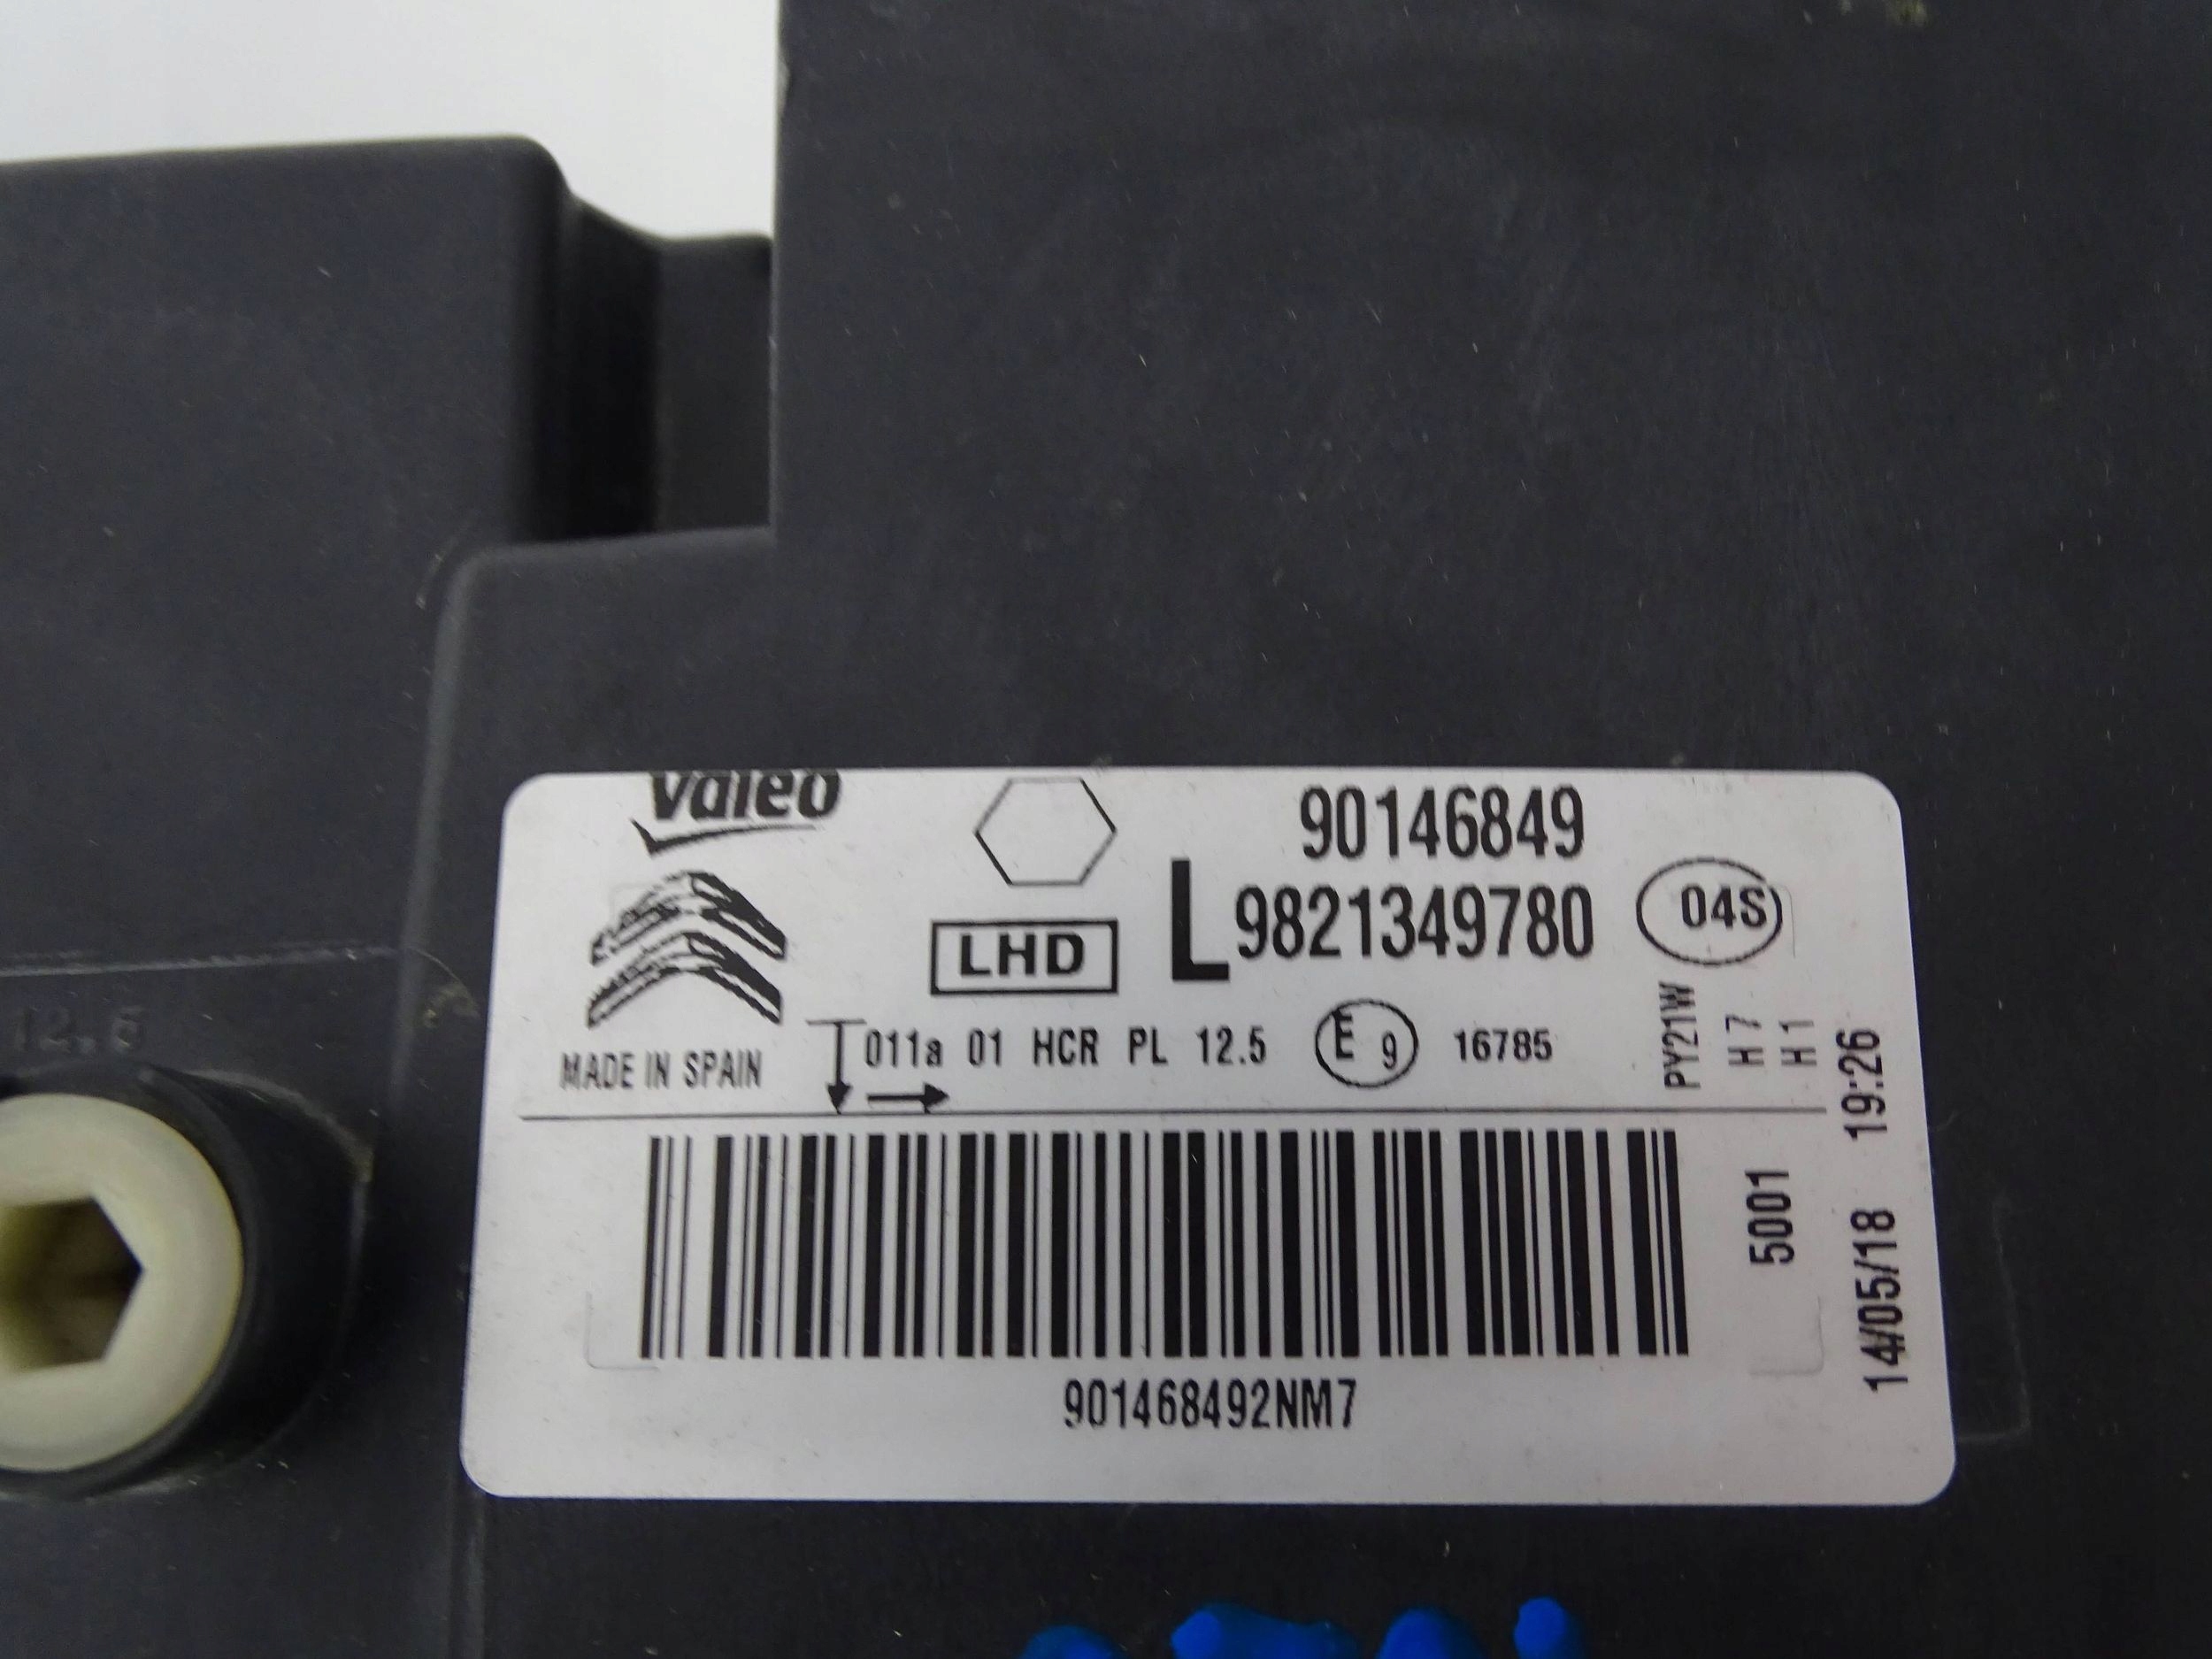 valeo
90146849
L 9821349780
04S
LHD
MADE IN SPAIN
011a 01 HCR PL 12.5
E 9
16785
PY21W
H7
H1
19:26
14/05/18
5001
901468492NM7